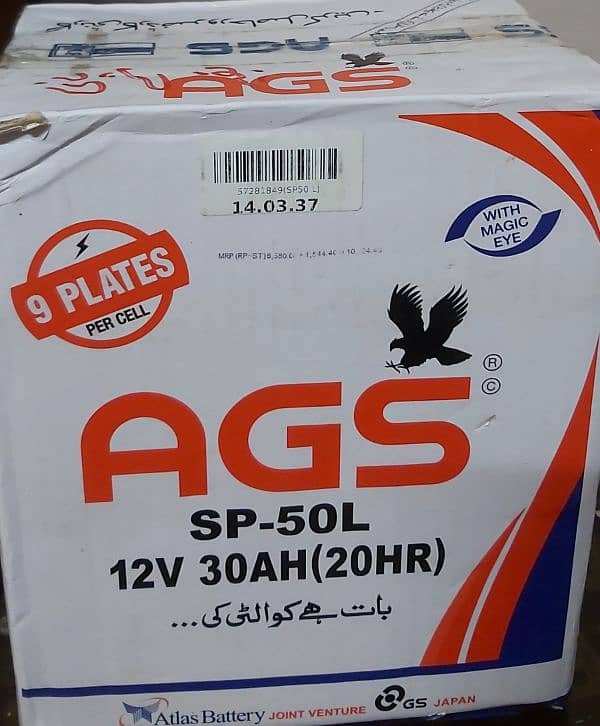 AGS
AGS
57281849(SP50 L)
14.03.37
WITH
MAGIC
EYE
9 PLATES
PER CELL
AGS
®
©
SP-50L
12V 30AH(20HR)
بات ہے کوالٹی کی...
Atlas Battery JOINT VENTURE GS JAPAN